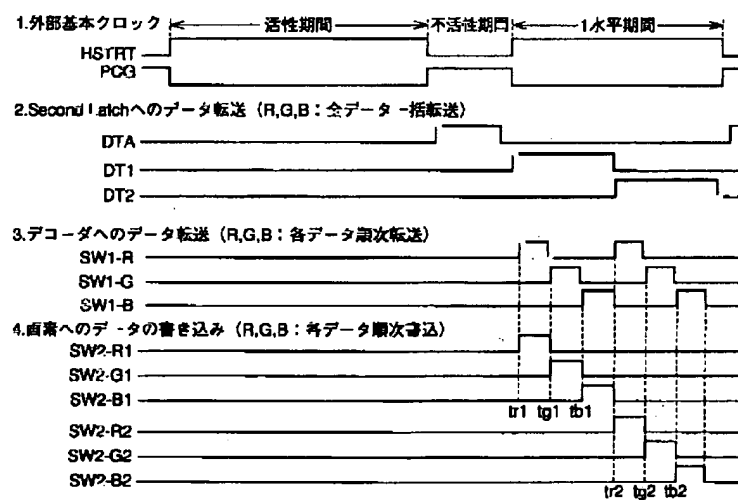 1.外部基本クロック
活性期間
不活性期間
1水平期間
HSTRT
PCG
2.Second Latchへのデータ転送（R,G,B：全データ一括転送）
DTA
DT1
DT2
3.デコーダへのデータ転送（R,G,B：各データ順次転送）
SW1-R
SW1-G
SW1-B
4.画素へのデータの書き込み（R,G,B：各データ順次書込）
SW2-R1
SW2-G1
SW2-B1
tr1 tg1 tb1
SW2-R2
SW2-G2
SW2-B2
tr2 tg2 tb2